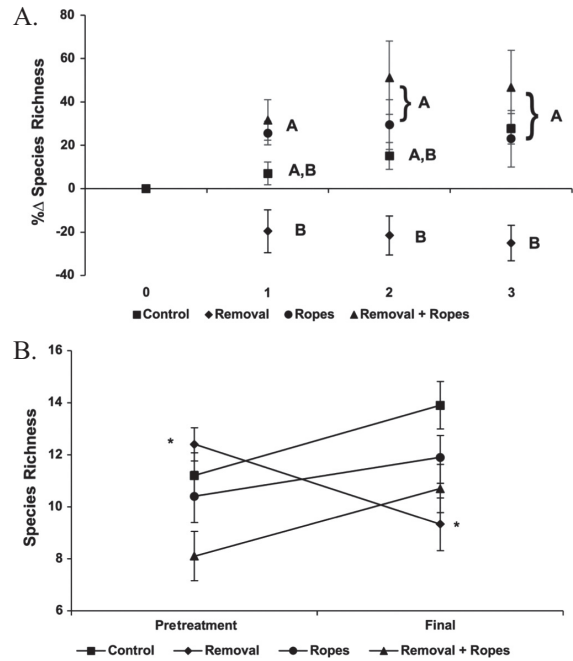 A.
80
60
A
A
40
A
20
A,B
A,B
0
B
B
B
-20
-40
%Δ Species Richness
0 1 2 3
Control Removal Ropes Removal + Ropes
B.
16
14
12
10
8
6
*
*
Species Richness
Pretreatment Final
Control Removal Ropes Removal + Ropes